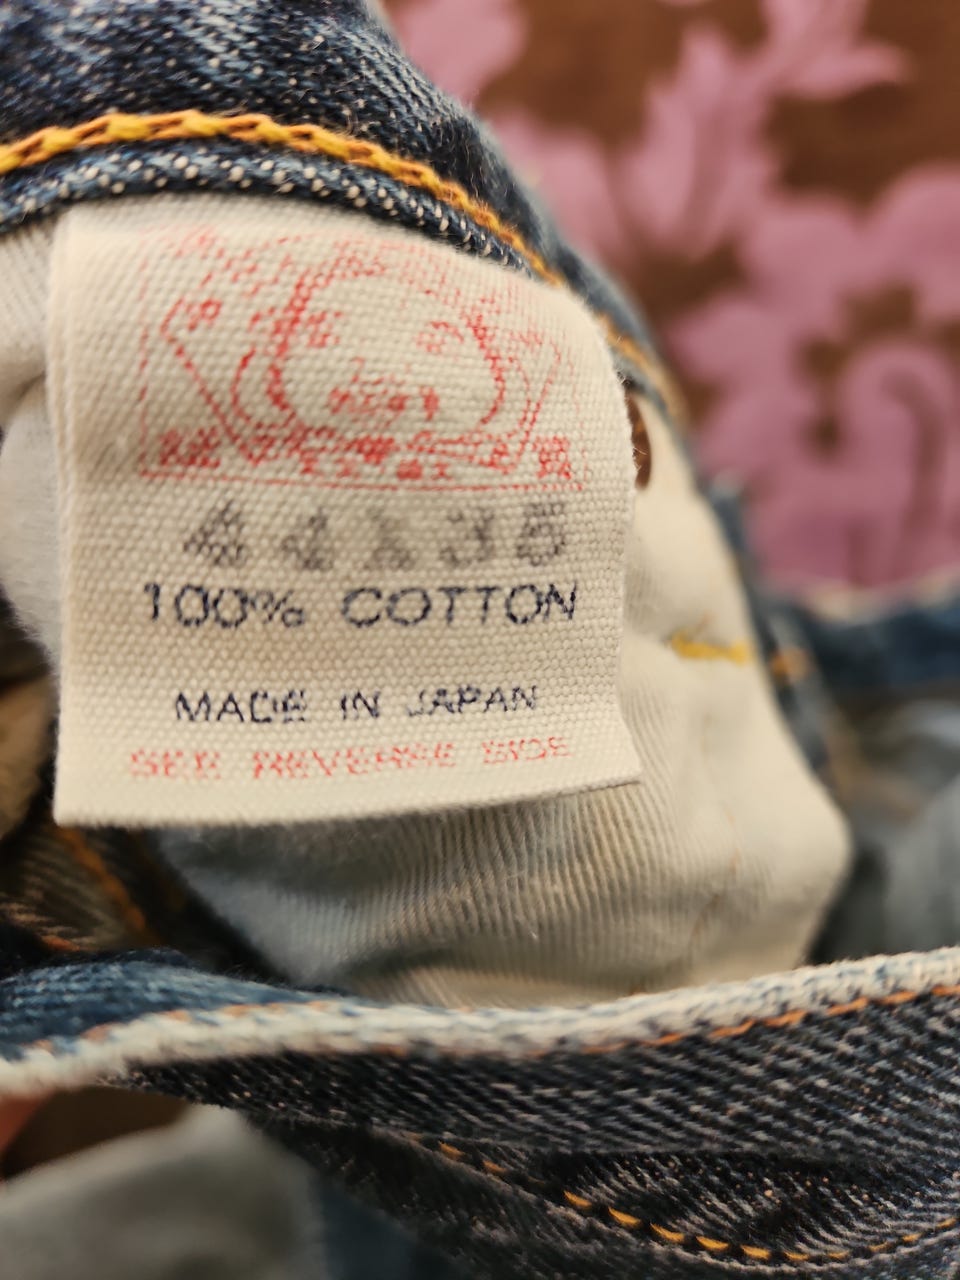 44X35
100% COTTON
MADE IN JAPAN
SEE REVERSE SIDE